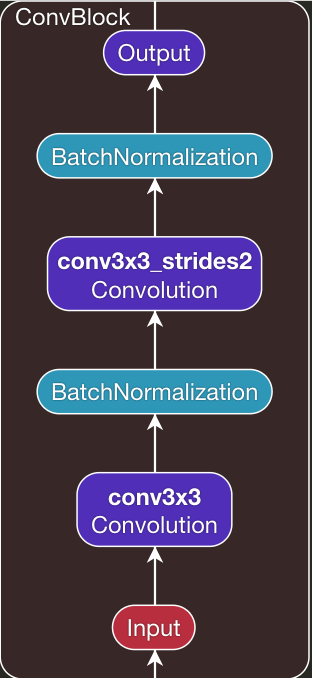 ConvBlock
Output
BatchNormalization
conv3x3_strides2
Convolution
BatchNormalization
conv3x3
Convolution
Input